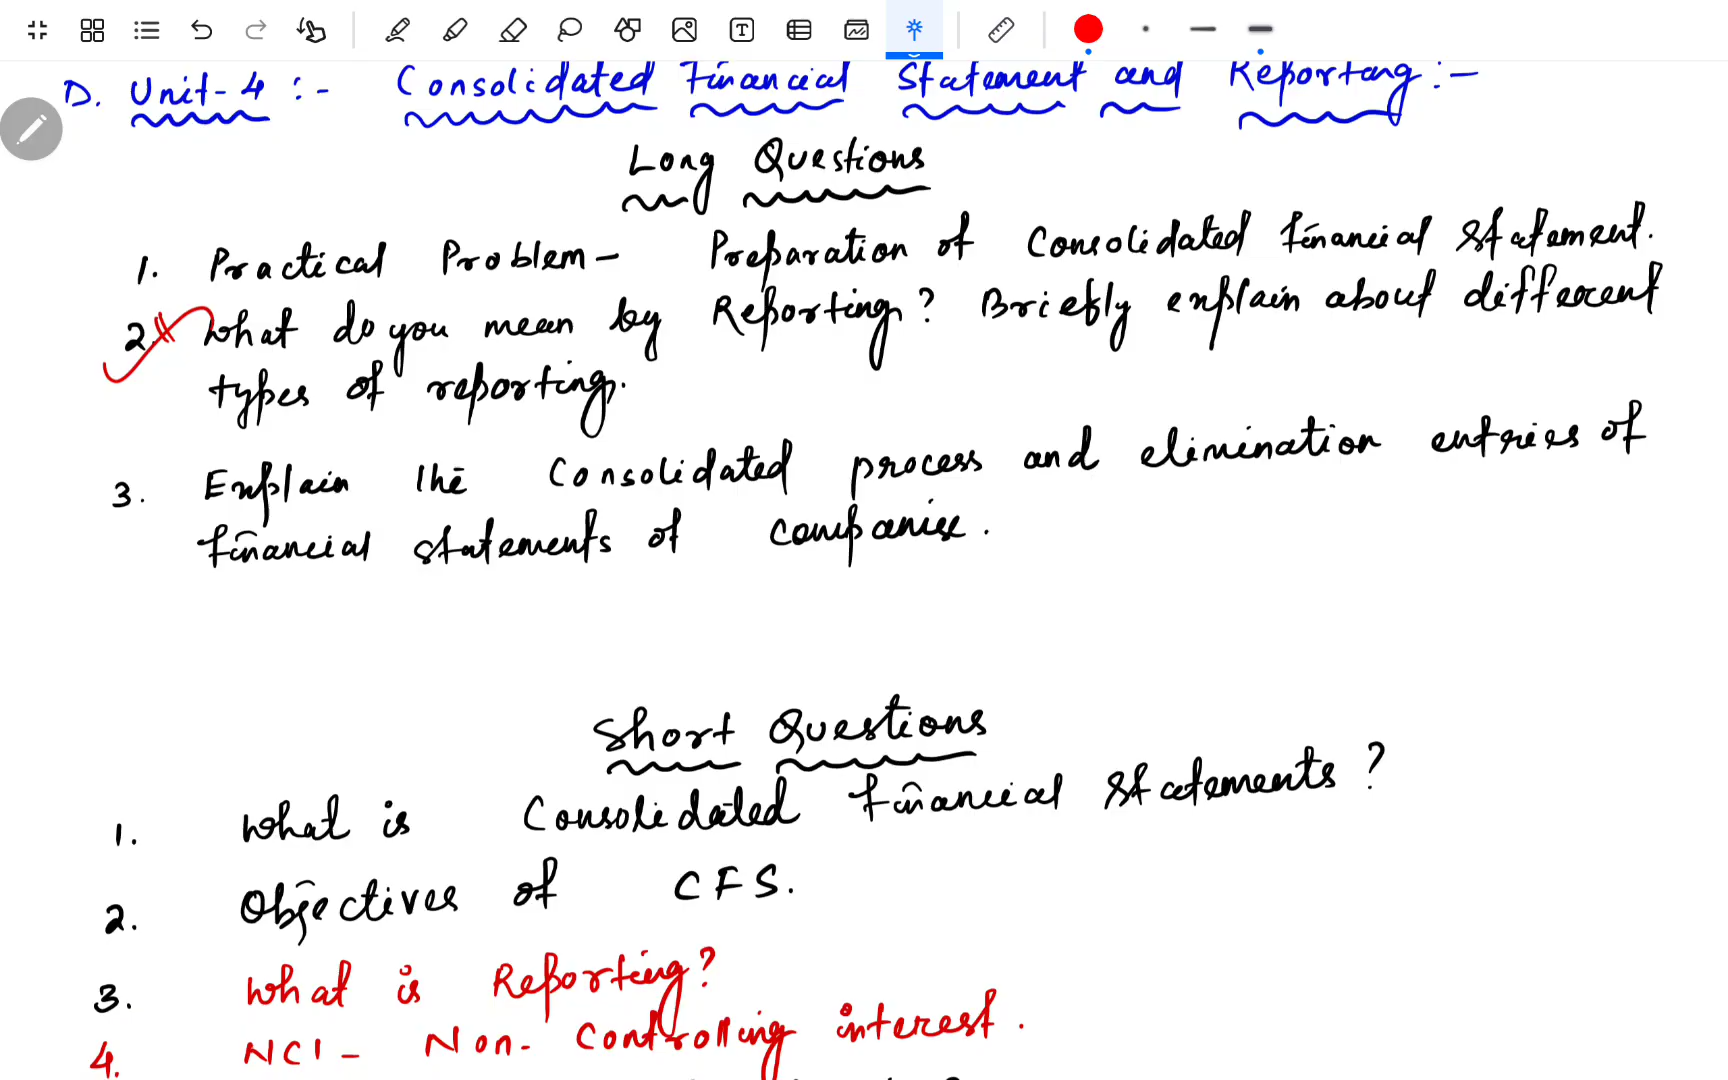 D. Unit-4 :- Consolidated Financial Statement and Reporting :-
Long Questions
1. Practical Problem - Preparation of Consolidated financial statement.
2. What do you mean by Reporting? Briefly explain about different
types of reporting.
3. Explain the Consolidated process and elimination entries of
financial statements of companies.
Short Questions
1. What is Consolidated financial statements?
2. Objectives of CFS.
3. What is Reporting?
4. NCI - Non-Controlling interest.